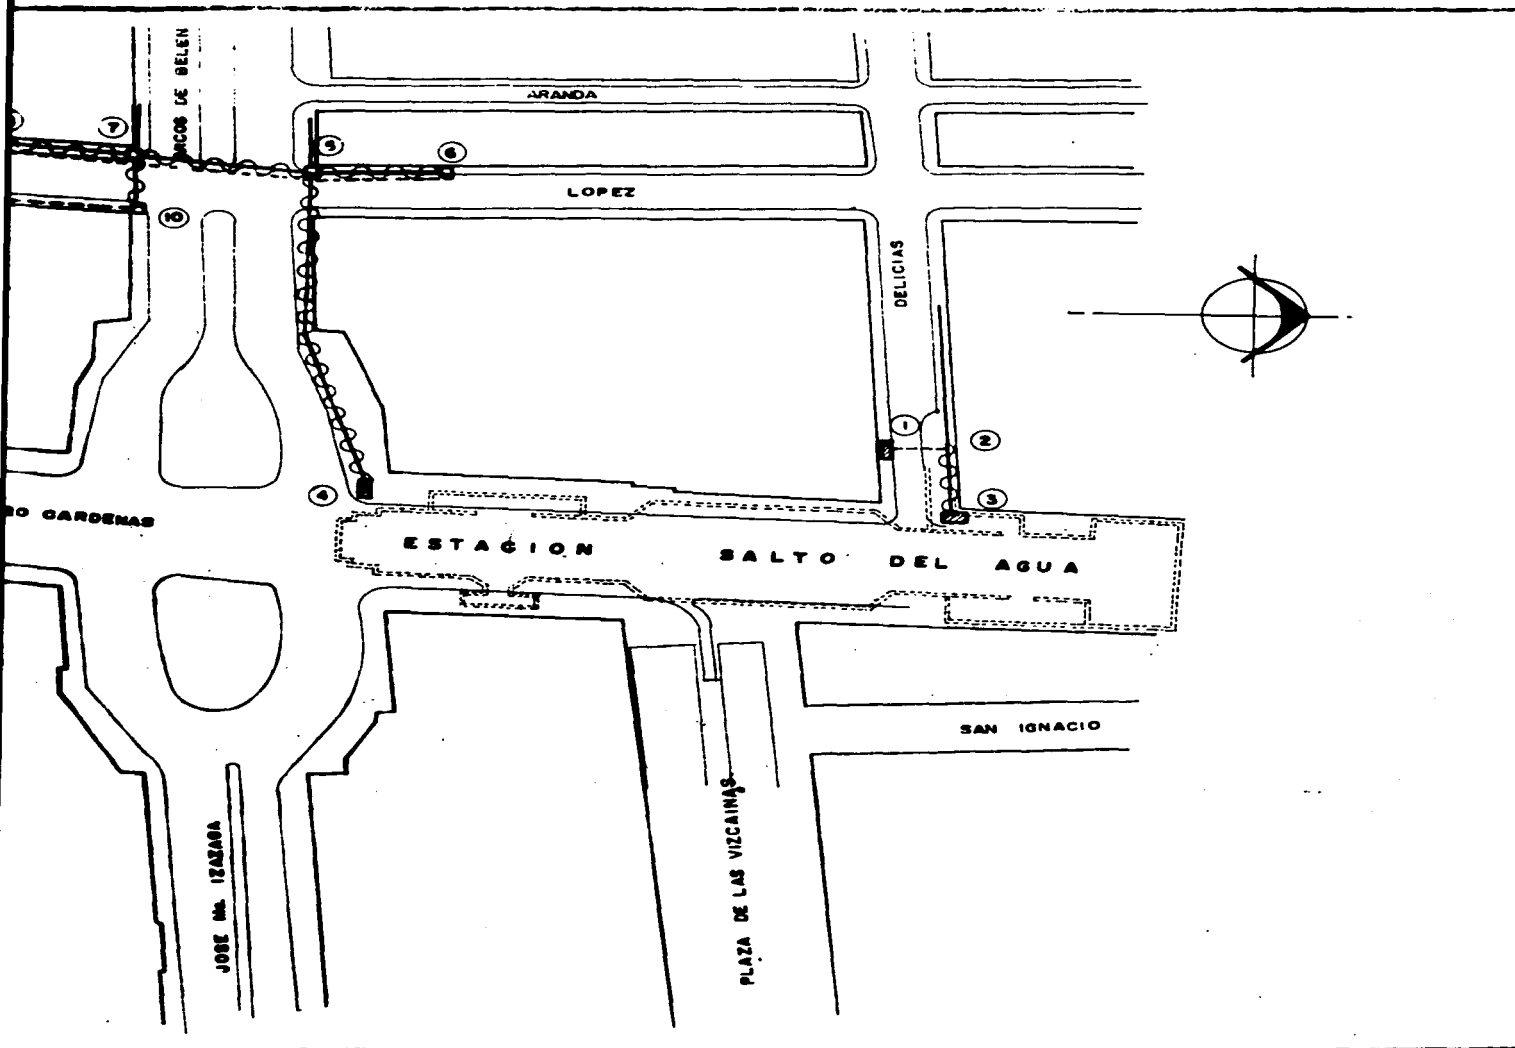 ARCOS DE BELEN
ARANDA
7
5
6
LOPEZ
10
DELICIAS
1
2
3
4
CARDENAS
ESTACION SALTO DEL AGUA
SAN IGNACIO
JOSE Ma. IZAZAGA
PLAZA DE LAS VIZCAINAS